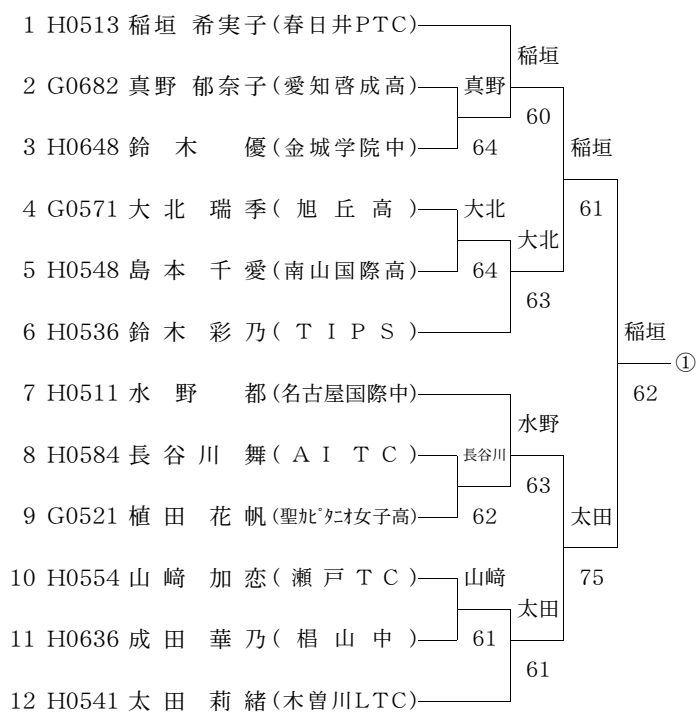 1 H0513 稲垣 希実子(春日井PTC)
稲垣
2 G0682 真野 郁奈子(愛知啓成高) 真野
60
3 H0648 鈴木 優(金城学院中) 64 稲垣
4 G0571 大北 瑞季(旭丘高) 大北 61
大北
5 H0548 島本 千愛(南山国際高) 64
63
6 H0536 鈴木 彩乃(TIPS) 稲垣
①
7 H0511 水野 都(名古屋国際中) 62
水野
8 H0584 長谷川 舞(AITC) 長谷川
63
9 G0521 植田 花帆(聖ｶﾋﾟﾀﾆｵ女子高) 62 太田
10 H0554 山﨑 加恋(瀬戸TC) 山﨑 75
太田
11 H0636 成田 華乃(椙山中) 61
61
12 H0541 太田 莉緒(木曽川LTC)